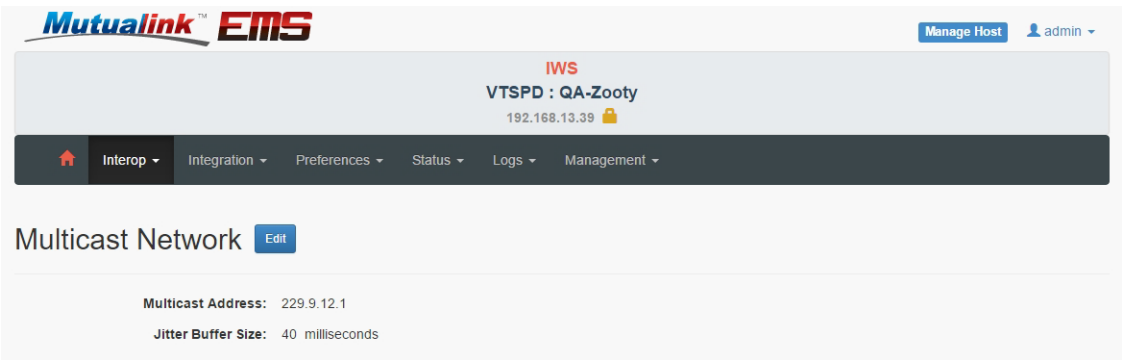 Mutualink™ EMS
Manage Host admin
IWS
VTSPD : QA-Zooty
192.168.13.39
Interop Integration Preferences Status Logs Management
Multicast Network Edit
Multicast Address: 229.9.12.1
Jitter Buffer Size: 40 milliseconds